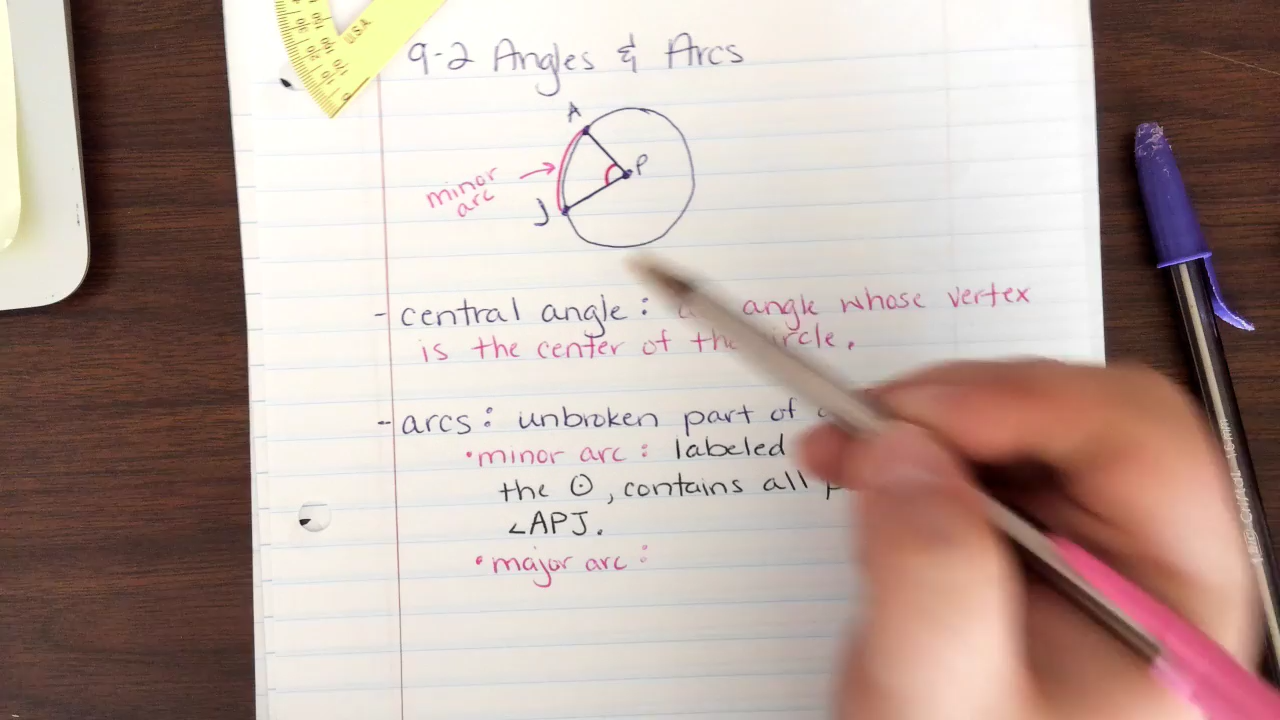 9-2 Angles & Arcs
A
P
minor
arc
J
- central angle: angle whose vertex
is the center of the circle.
- arcs: unbroken part of
• minor arc: labeled
the ⊙, contains all
∠APJ.
• major arc:
U.S.A